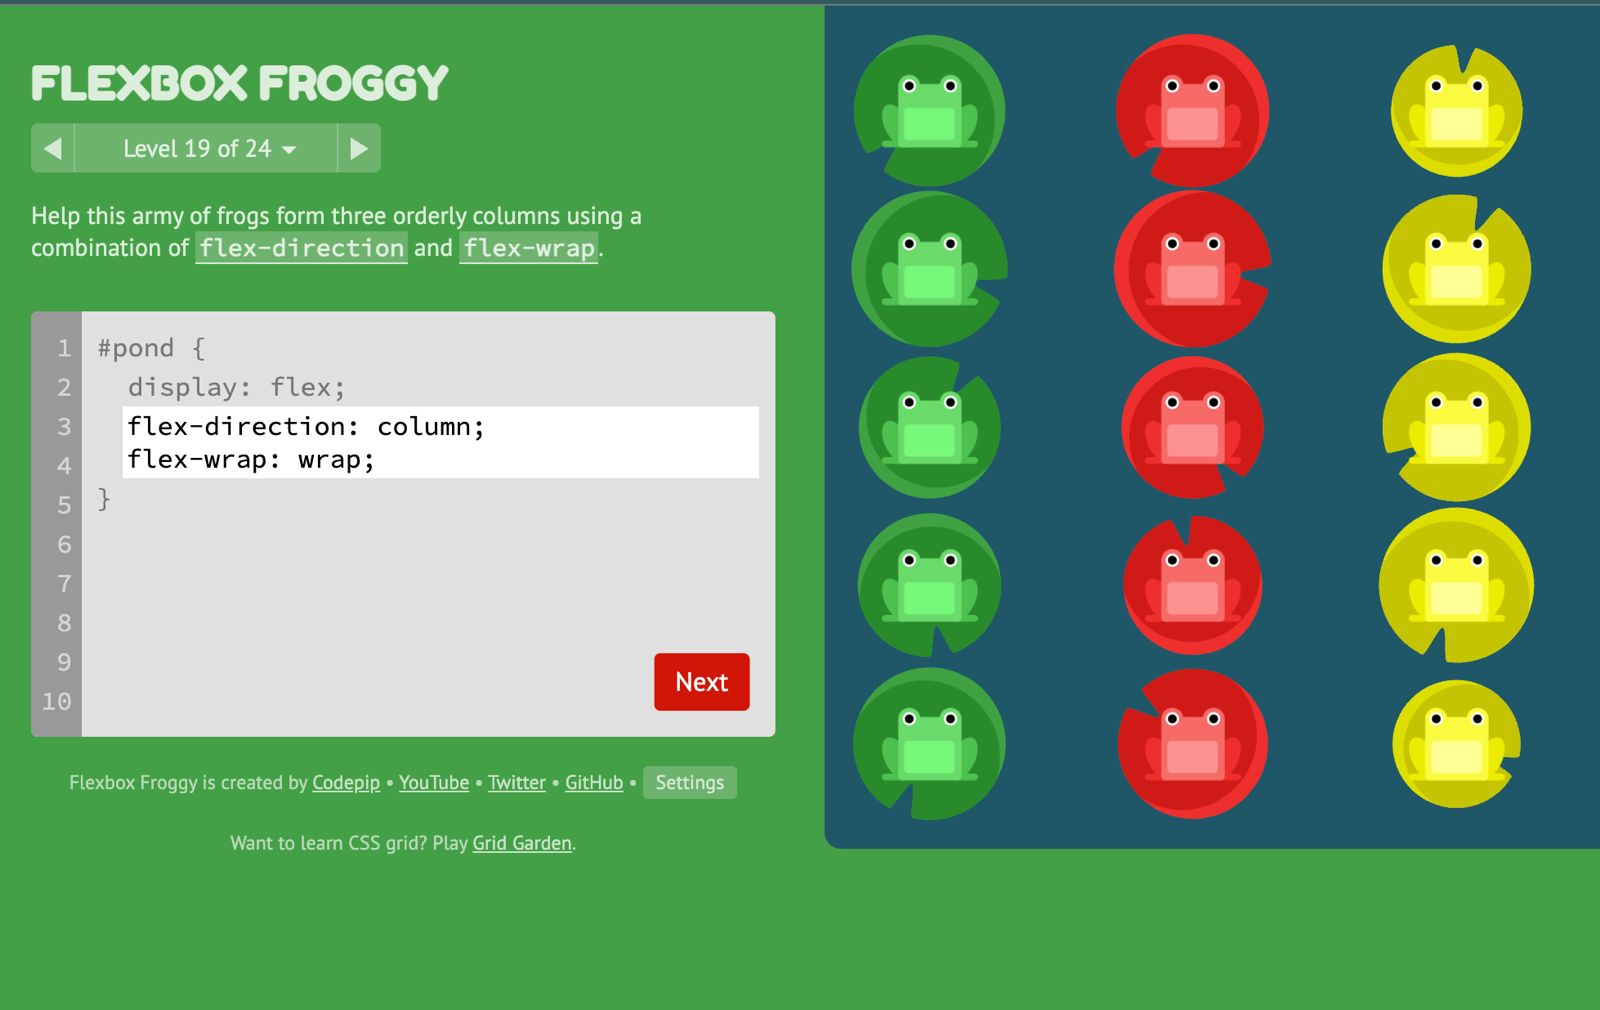 FLEXBOX FROGGY
Level 19 of 24
Help this army of frogs form three orderly columns using a
combination of flex-direction and flex-wrap.
1 #pond {
2 display: flex;
3 flex-direction: column;
4 flex-wrap: wrap;
5 }
6
7
8
9
10
Next
Flexbox Froggy is created by Codepip • YouTube • Twitter • GitHub • Settings
Want to learn CSS grid? Play Grid Garden.